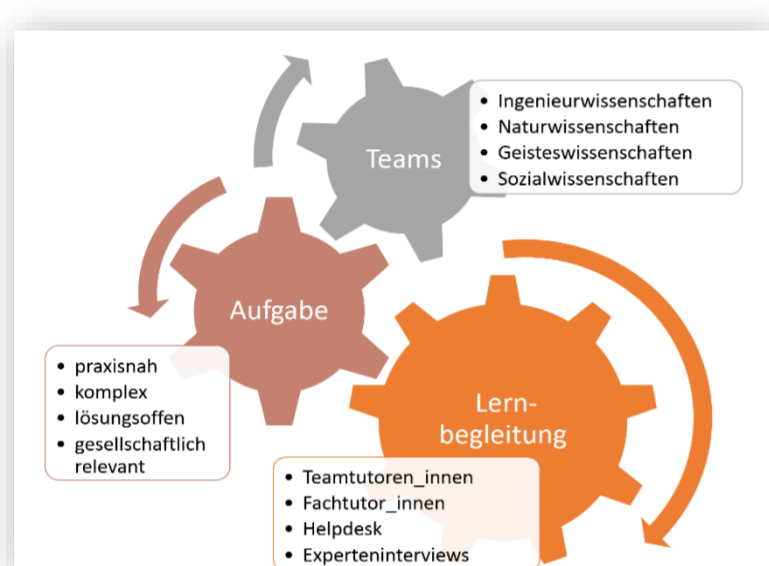 Teams
• Ingenieurwissenschaften
• Naturwissenschaften
• Geisteswissenschaften
• Sozialwissenschaften
Aufgabe
• praxisnah
• komplex
• lösungsoffen
• gesellschaftlich
relevant
Lern-
begleitung
• Teamtutoren_innen
• Fachtutor_innen
• Helpdesk
• Experteninterviews